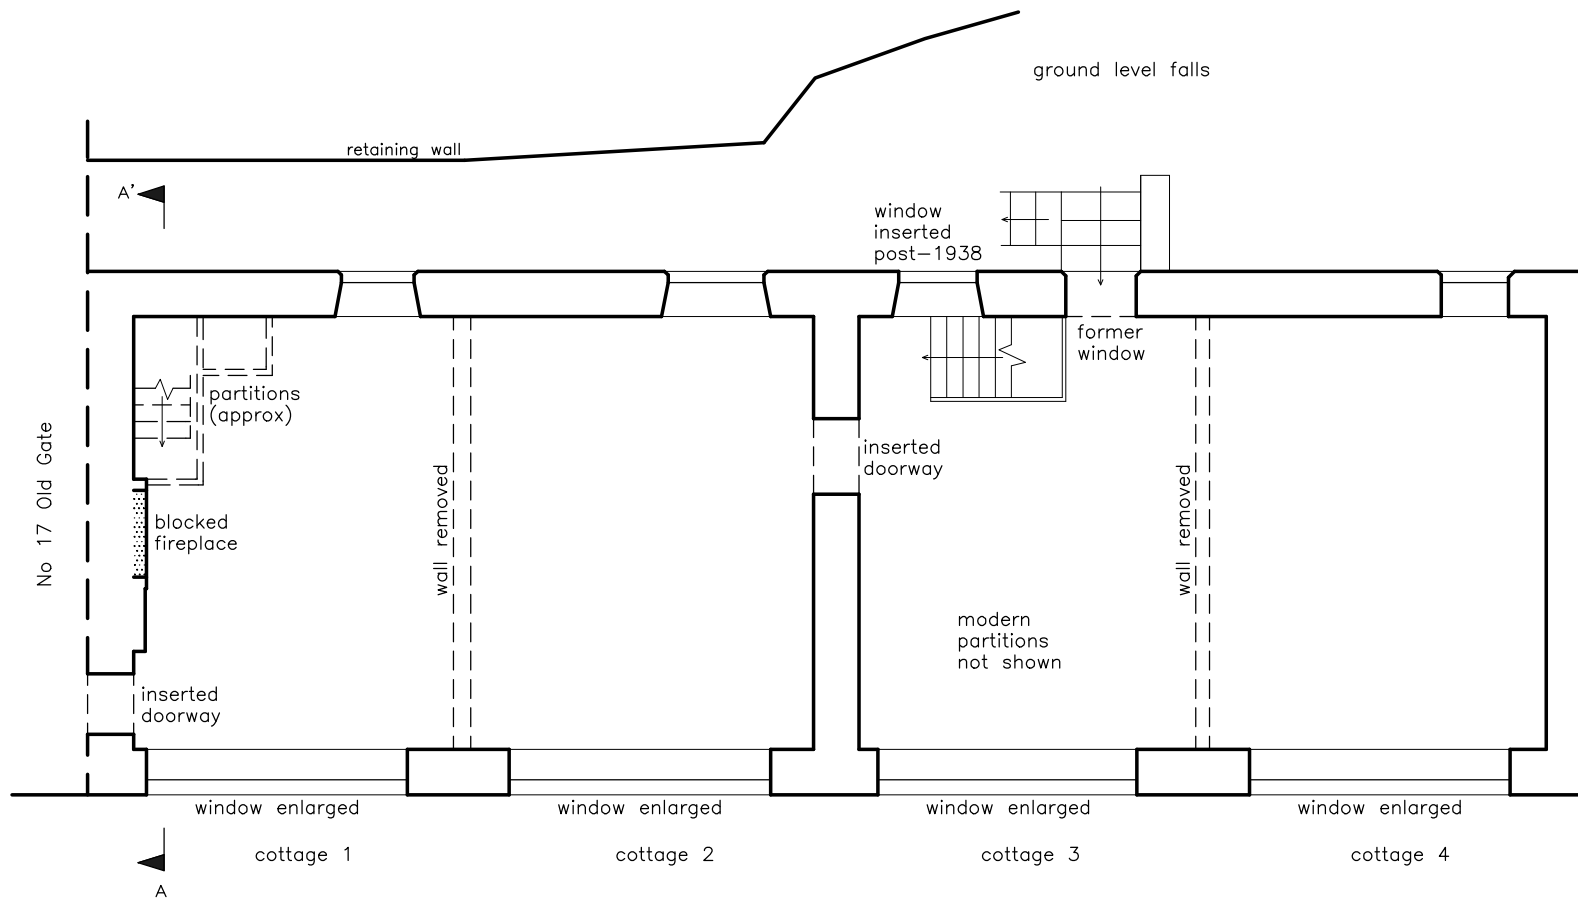 ground level falls
retaining wall
A'
window
inserted
post-1938
former
window
partitions
(approx)
inserted
doorway
No 17 Old Gate
wall removed
wall removed
blocked
fireplace
modern
partitions
not shown
inserted
doorway
window enlarged
window enlarged
window enlarged
window enlarged
cottage 1
cottage 2
cottage 3
cottage 4
A